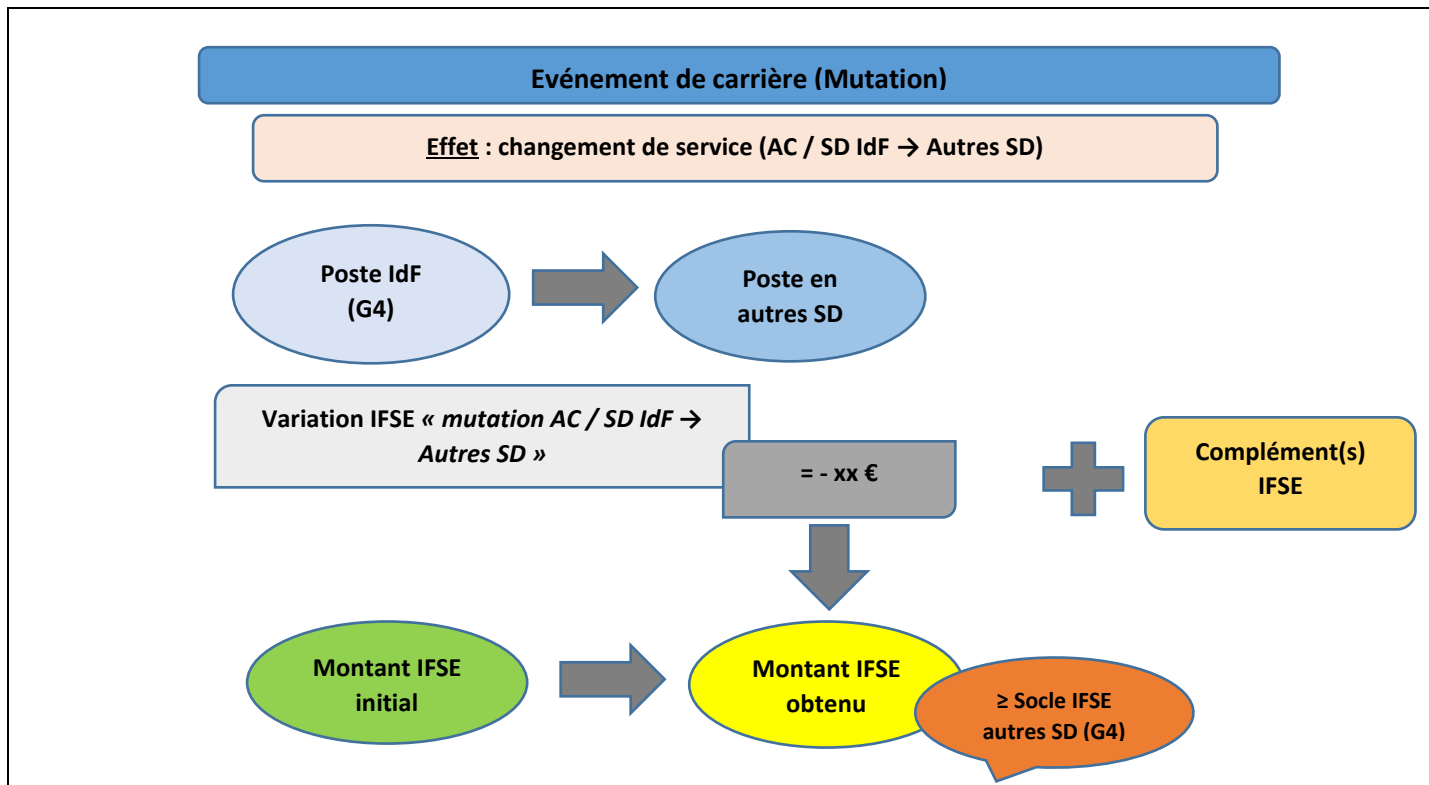 Evénement de carrière (Mutation)
Effet : changement de service (AC / SD IdF → Autres SD)
Poste IdF
(G4)
Poste en
autres SD
Variation IFSE « mutation AC / SD IdF →
Autres SD »
= - xx €
Complément(s)
IFSE
Montant IFSE
initial
Montant IFSE
obtenu
≥ Socle IFSE
autres SD (G4)